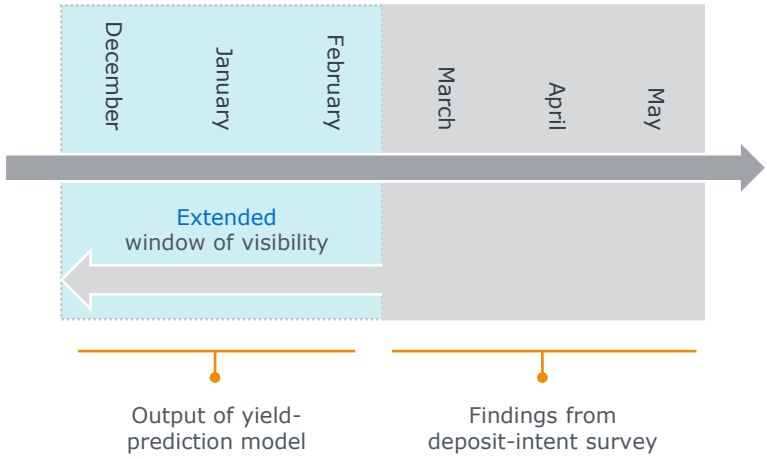 December
January
February
March
April
May
Extended
window of visibility
Output of yield-
prediction model
Findings from
deposit-intent survey